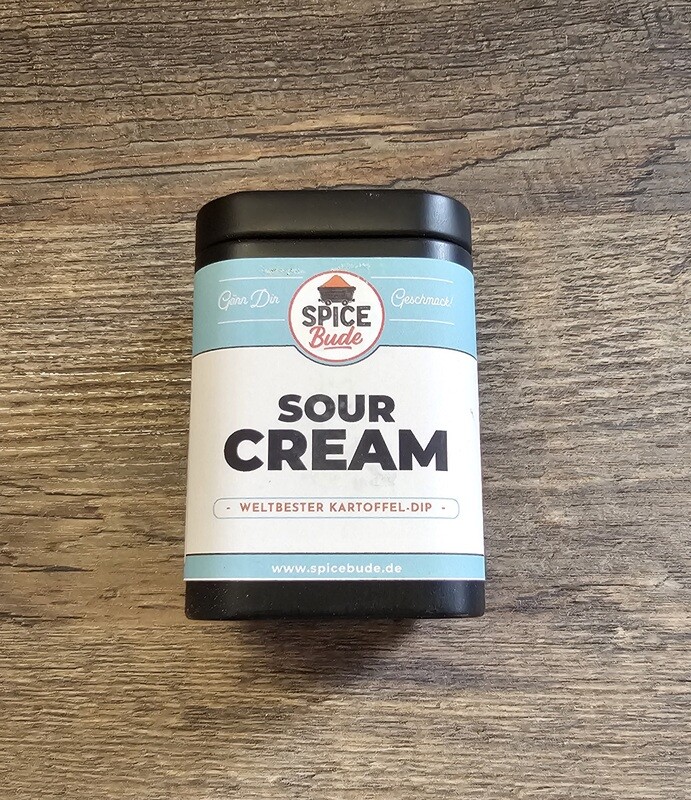 Gönn Dir
Geschmack!
SPICE
Bude
SOUR
CREAM
- WELTBESTER KARTOFFEL-DIP -
www.spicebude.de